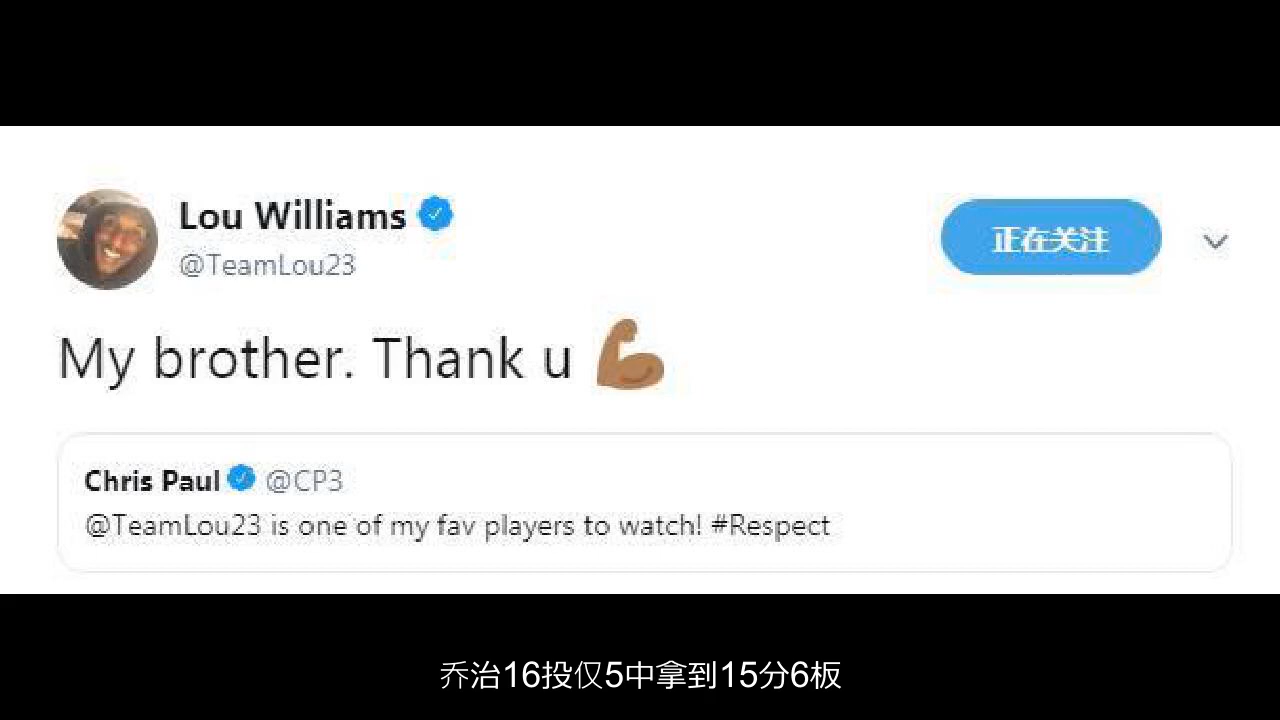 Lou Williams
@TeamLou23
正在关注
My brother. Thank u 💪🏾
Chris Paul @CP3
@TeamLou23 is one of my fav players to watch! #Respect
乔治16投仅5中拿到15分6板